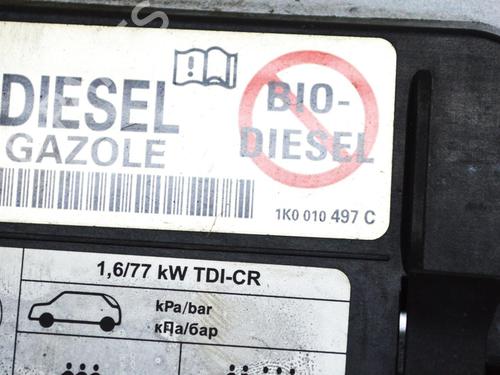 DIESEL
GAZOLE
BIO-
DIESEL
1K0 010 497 C
1,6/77 kW TDI-CR
kPa/bar
кПа/бар